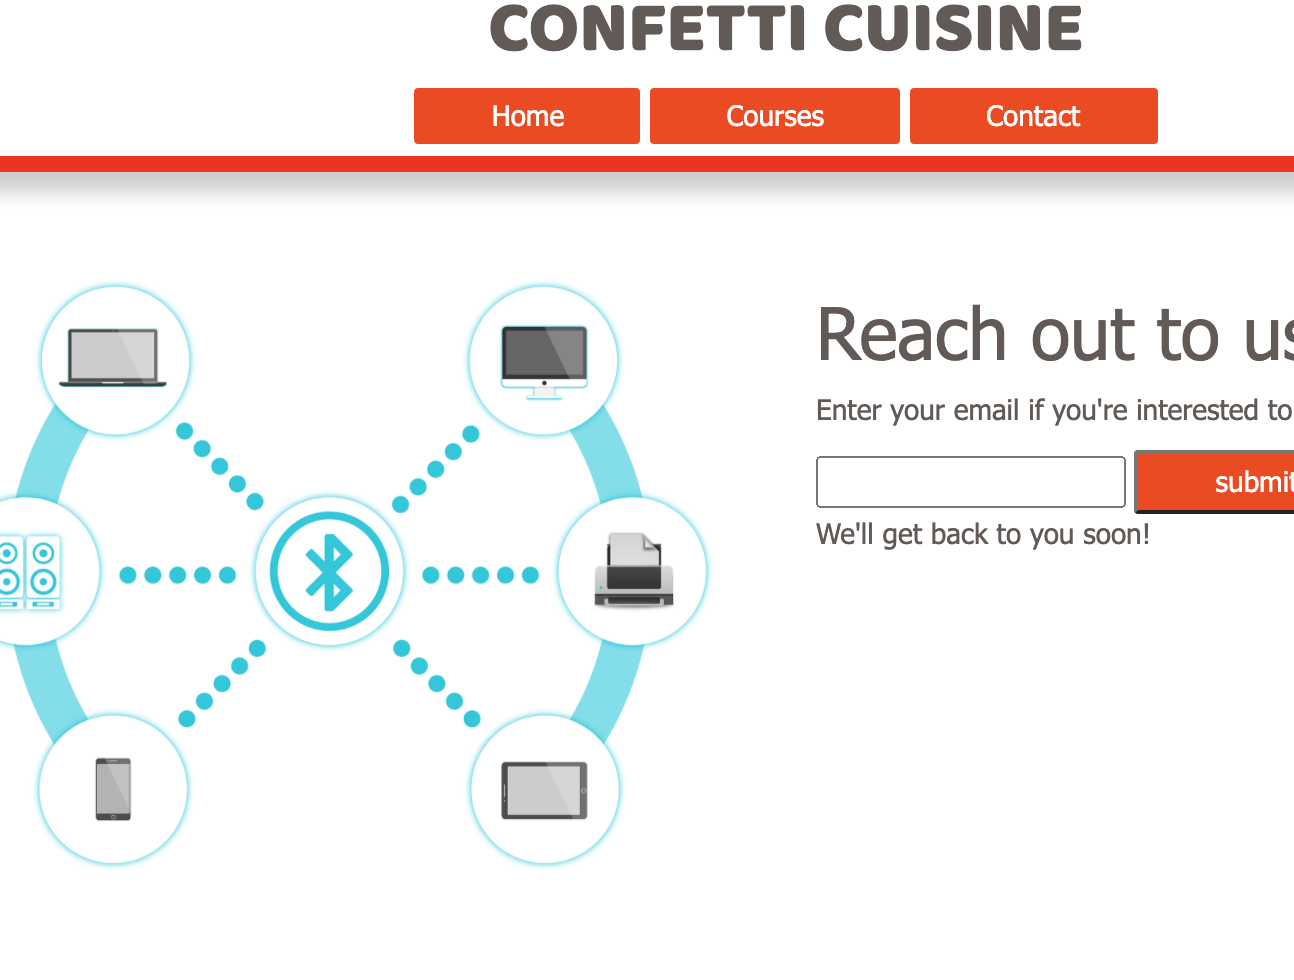 CONFETTI CUISINE
Home Courses Contact
Reach out to us
Enter your email if you're interested to
submit
We'll get back to you soon!